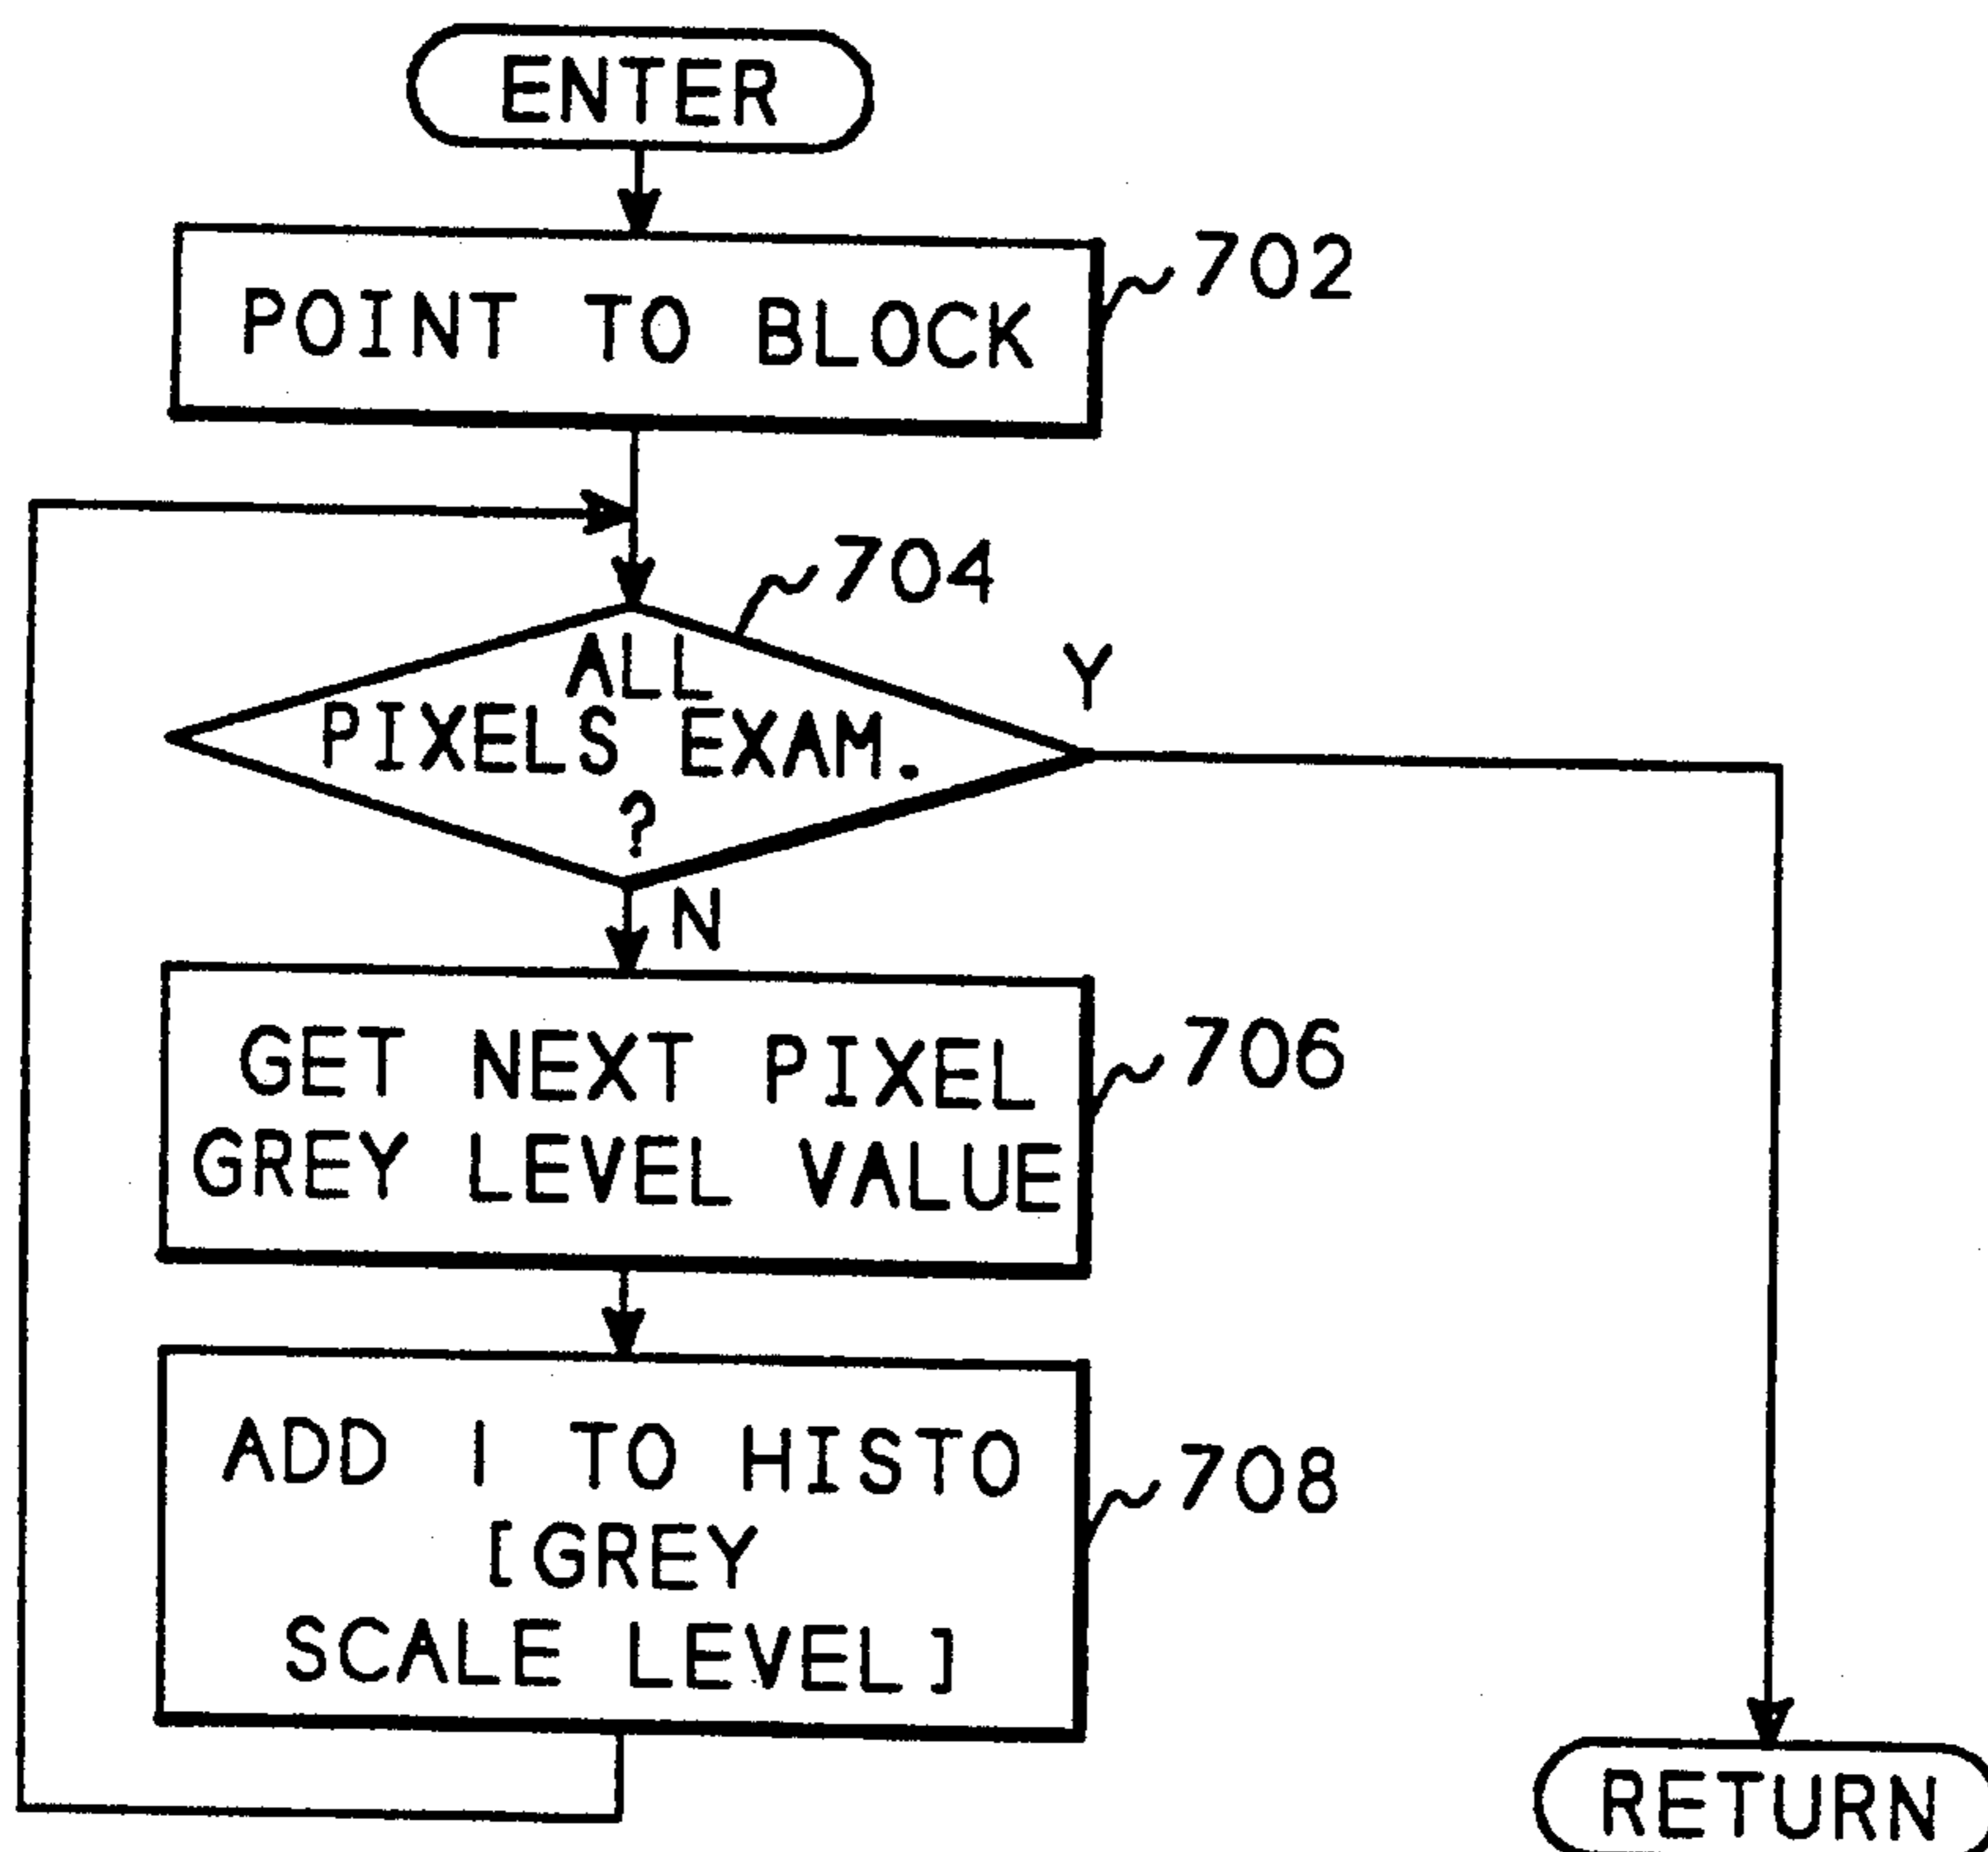 ENTER
POINT TO BLOCK
702
704
ALL
PIXELS EXAM.
?
Y
N
GET NEXT PIXEL
GREY LEVEL VALUE
706
ADD 1 TO HISTO
[GREY
SCALE LEVEL]
708
RETURN